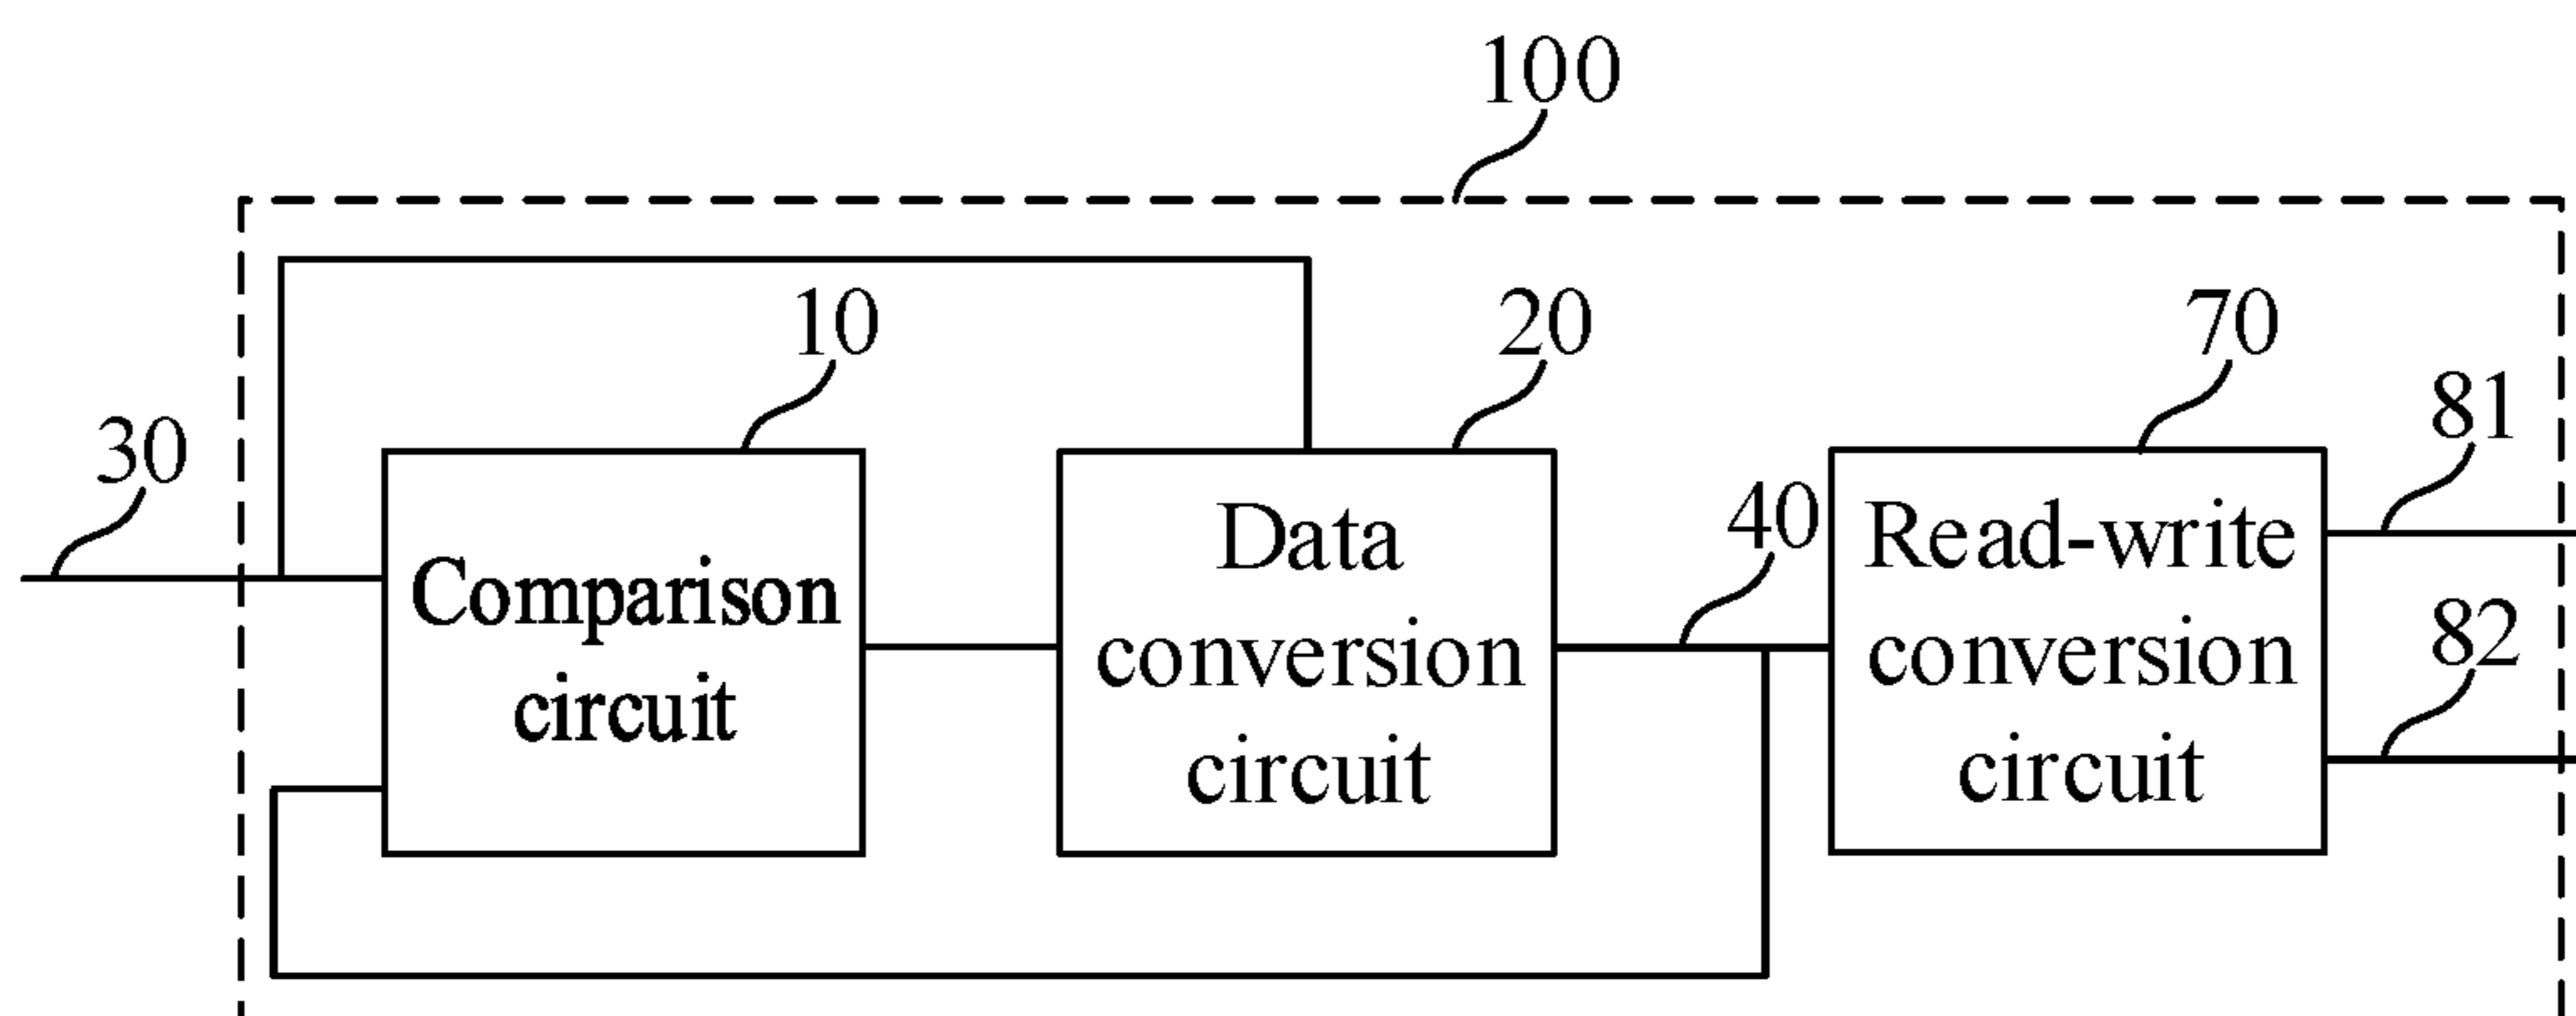 100
10
20
70
30
81
40
82
Comparison
circuit
Data
conversion
circuit
Read-write
conversion
circuit